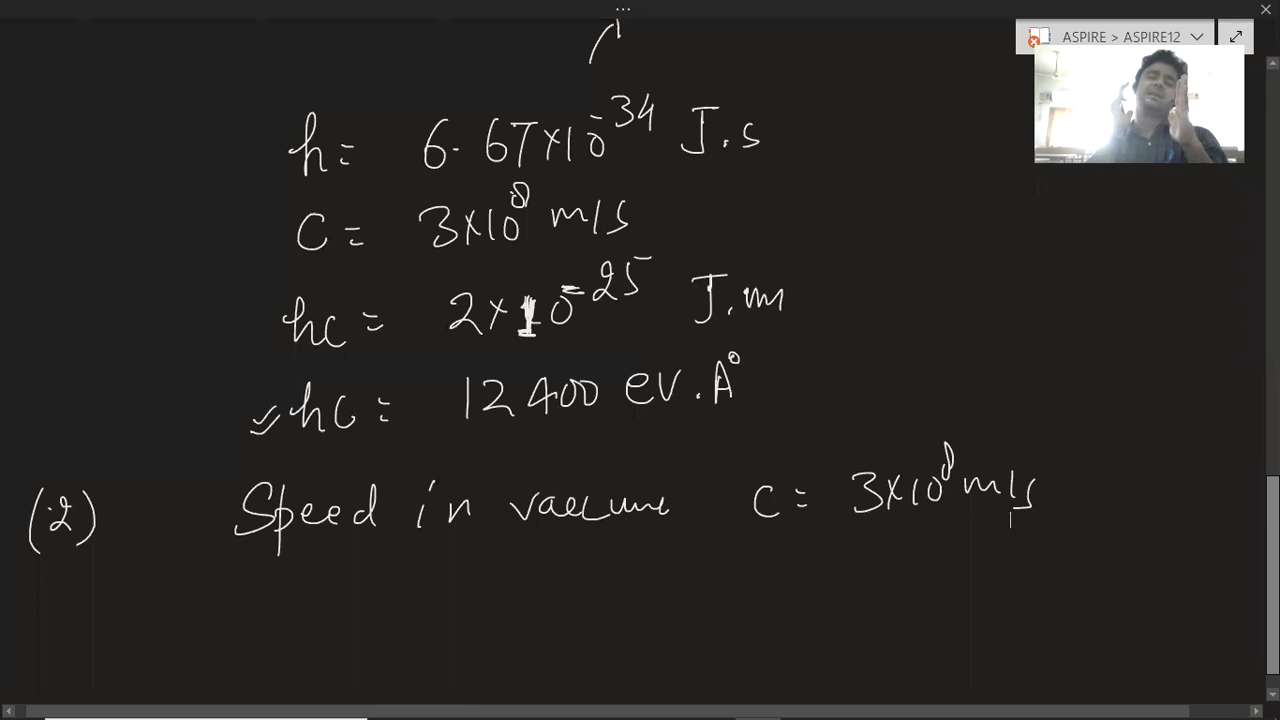 ASPIRE > ASPIRE12
h = 6.67×10⁻³⁴ J.s
C = 3×10⁸ m/s
hc = 2×10⁻²⁵ J.m
hc = 12400 ev.A°
(2) Speed in vaccume c = 3×10⁸ m/s